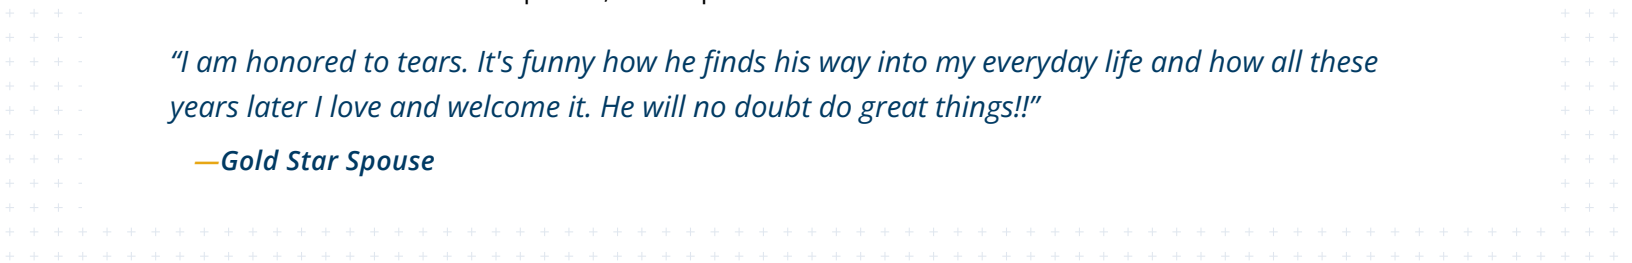 “I am honored to tears. It's funny how he finds his way into my everyday life and how all these
years later I love and welcome it. He will no doubt do great things!!”
—Gold Star Spouse